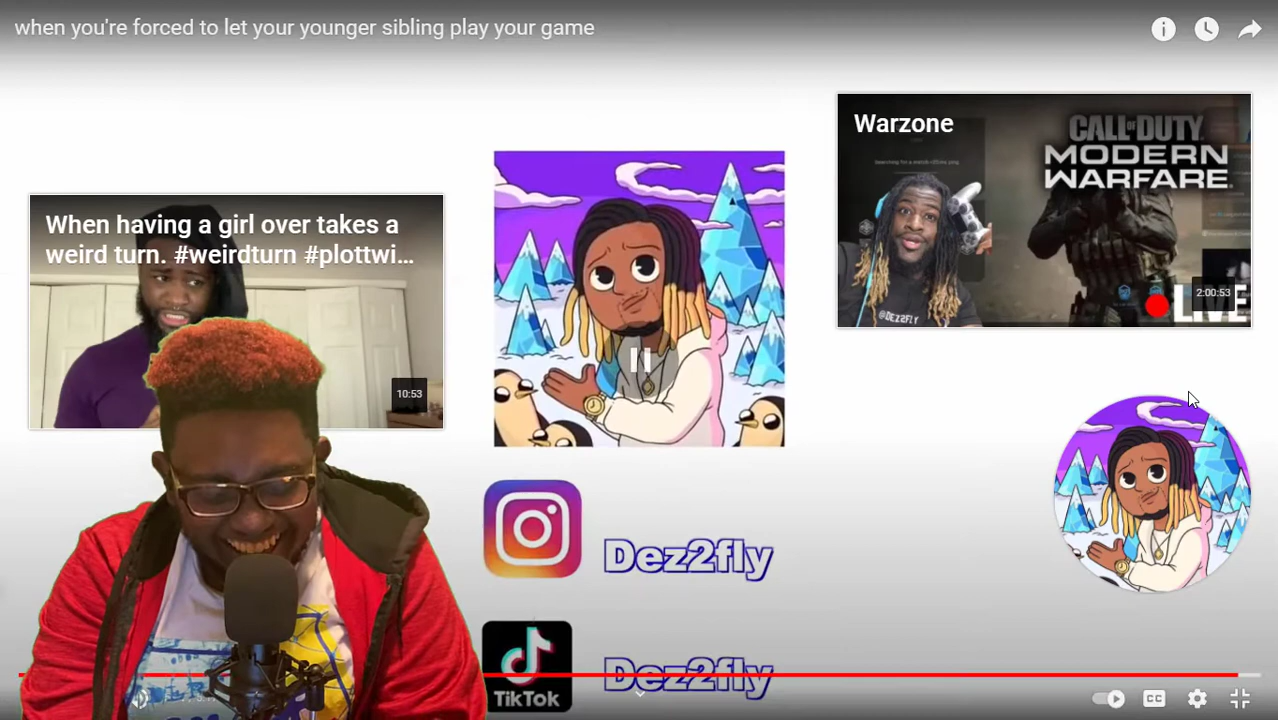 when you're forced to let your younger sibling play your game
When having a girl over takes a
weird turn. #weirdturn #plottwi...
10:53
Warzone
CALL OF DUTY
MODERN
WARFARE
@DEZ2FLY
2:00:53
LIVE
Dez2fly
TikTok
Dez2fly
CC